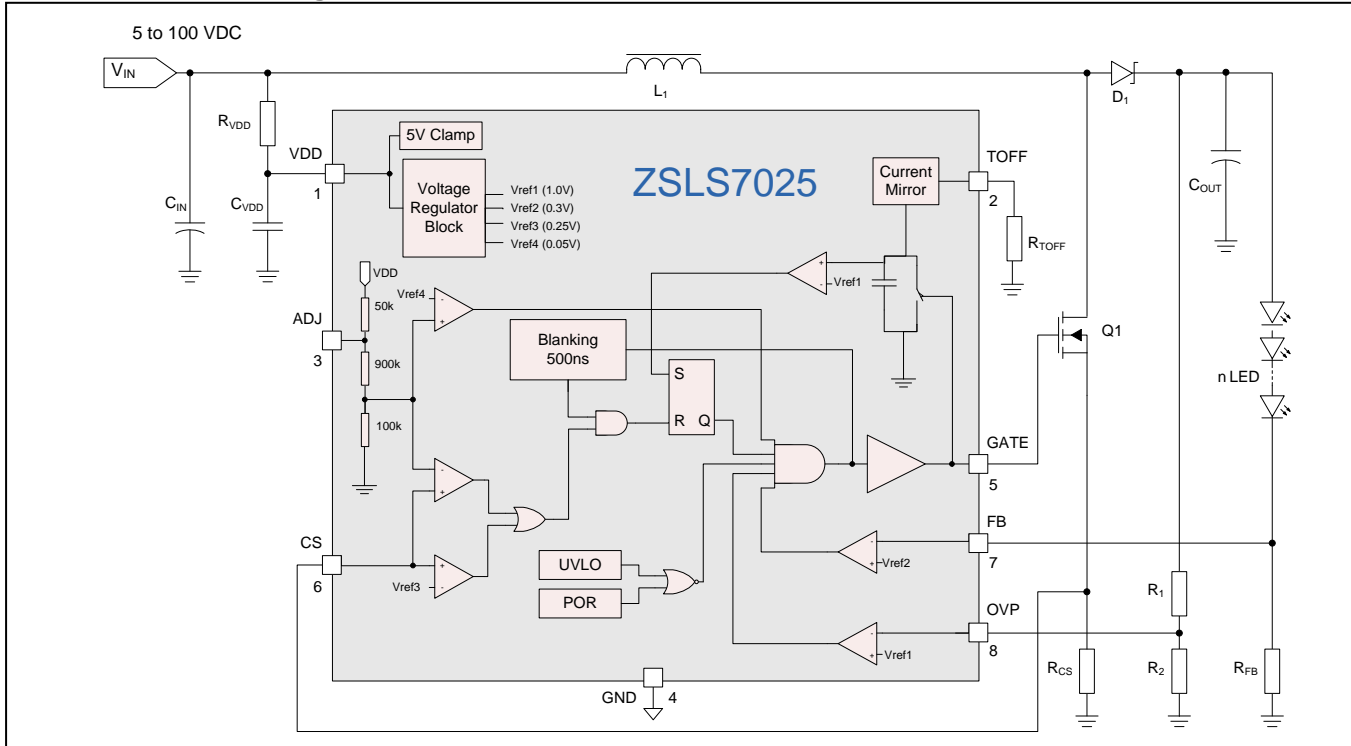 5 to 100 VDC
VIN
L1
D1
RVDD
5V Clamp
ZSLS7025
VDD
1
Voltage
Regulator
Block
Vref1 (1.0V)
Vref2 (0.3V)
Vref3 (0.25V)
Vref4 (0.05V)
Current
Mirror
TOFF
2
COUT
CIN
CVDD
RTOFF
VDD
50k
Vref4
Vref1
ADJ
3
900k
Blanking
500ns
Q1
n LED
100k
S
R Q
GATE
5
CS
6
Vref3
FB
7
UVLO
Vref2
POR
R1
OVP
8
Vref1
GND 4
RCS
R2
RFB